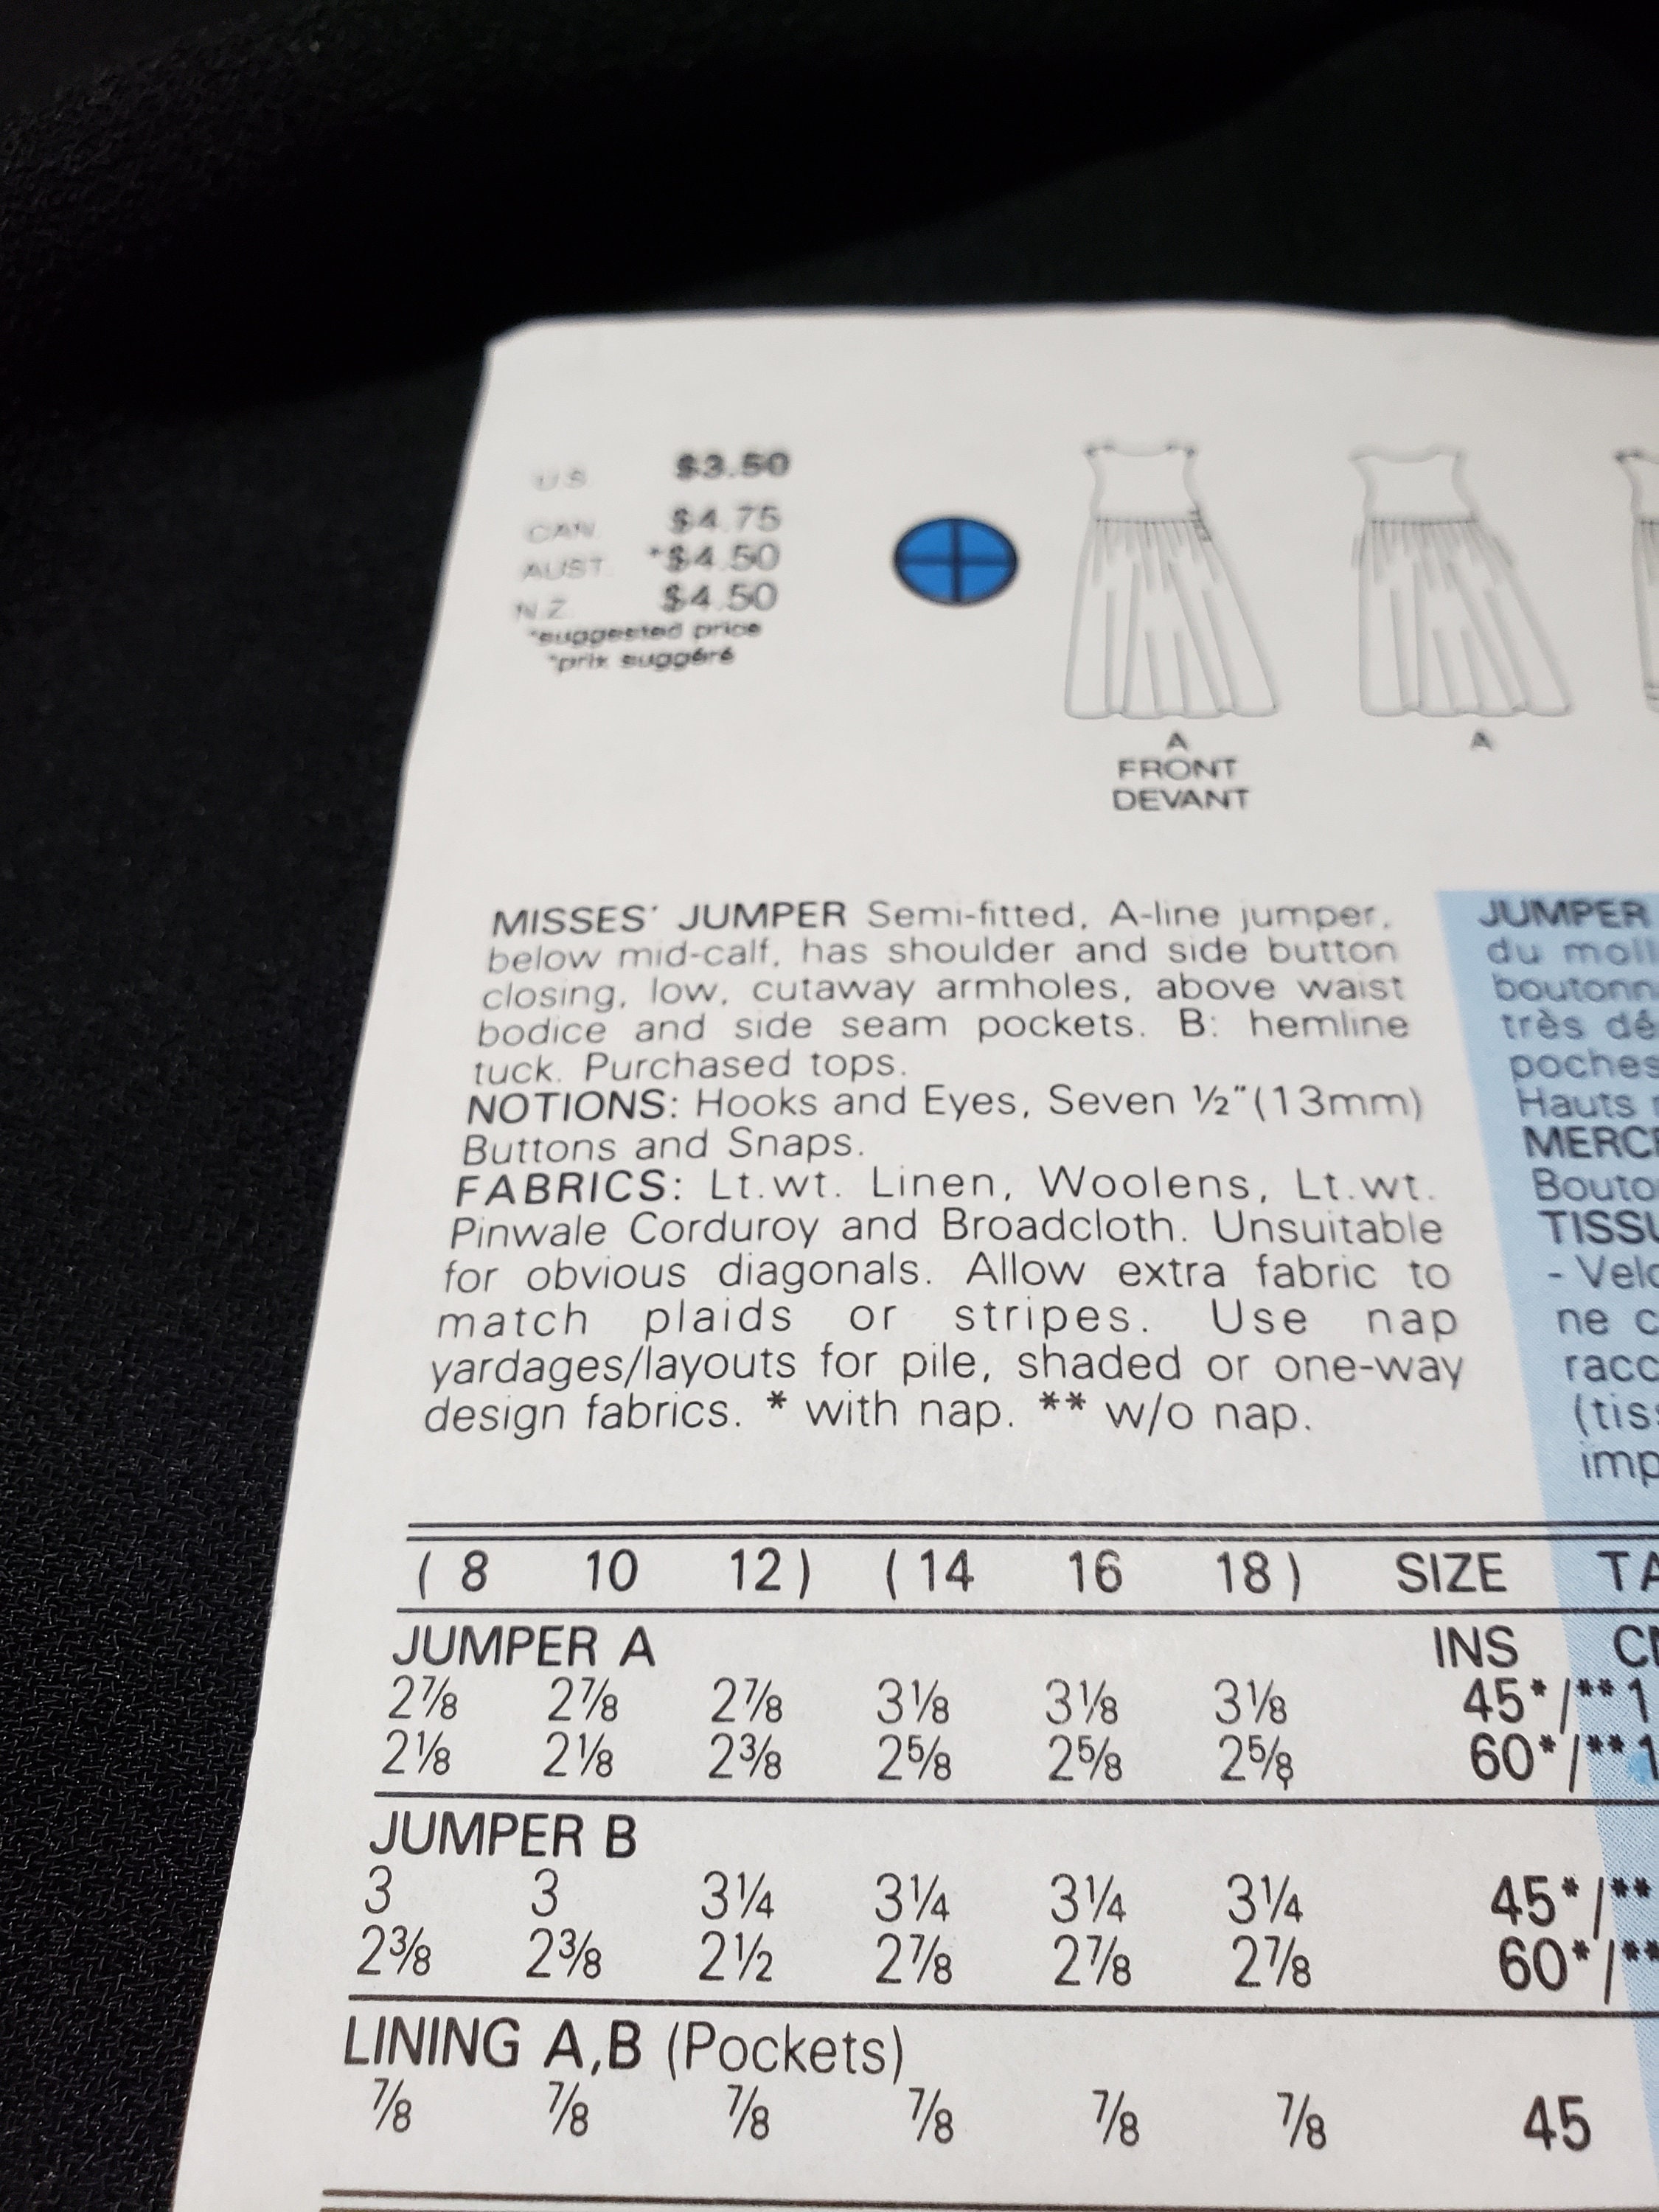 U.S. $3.50
CAN. $4.75
AUST. *$4.50
N.Z. $4.50
*suggested price
*prix suggéré
A
FRONT
DEVANT
A
MISSES' JUMPER Semi-fitted, A-line jumper,
below mid-calf, has shoulder and side button
closing, low, cutaway armholes, above waist
bodice and side seam pockets. B: hemline
tuck. Purchased tops.
NOTIONS: Hooks and Eyes, Seven ½"(13mm)
Buttons and Snaps.
FABRICS: Lt.wt. Linen, Woolens, Lt.wt.
Pinwale Corduroy and Broadcloth. Unsuitable
for obvious diagonals. Allow extra fabric to
match plaids or stripes. Use nap
yardages/layouts for pile, shaded or one-way
design fabrics. * with nap. ** w/o nap.
JUMPER
du moll
boutonn
très dé
poches
Hauts
MERCE
Bouto
TISSU
- Velo
ne c
racc
(tiss
imp
(8 10 12) (14 16 18) SIZE TA
JUMPER A INS C
2⅞ 2⅞ 2⅞ 3⅛ 3⅛ 3⅛ 45*/** 1
2⅛ 2⅛ 2⅜ 2⅝ 2⅝ 2⅝ 60*/** 1
JUMPER B
3 3 3¼ 3¼ 3¼ 3¼ 45*/**
2⅜ 2⅜ 2½ 2⅞ 2⅞ 2⅞ 60*/**
LINING A,B (Pockets)
⅞ ⅞ ⅞ ⅞ ⅞ ⅞ 45